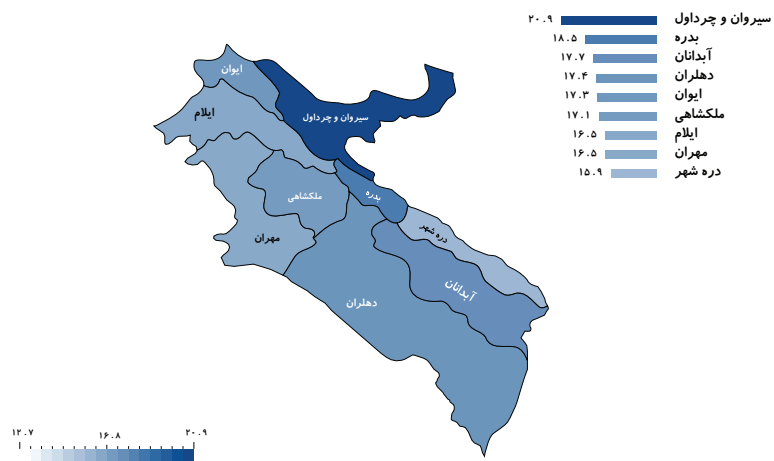 سیروان و چرداول ۲۰.۹
بدره ۱۸.۵
آبدانان ۱۷.۷
دهلران ۱۷.۴
ایوان ۱۷.۳
ملکشاهی ۱۷.۱
ایلام ۱۶.۵
مهران ۱۶.۵
دره شهر ۱۵.۹
ایوان
ایلام
سیروان و چرداول
ملکشاهی
بدره
مهران
دره شهر
آبدانان
دهلران
۱۲.۷ ۱۶.۸ ۲۰.۹